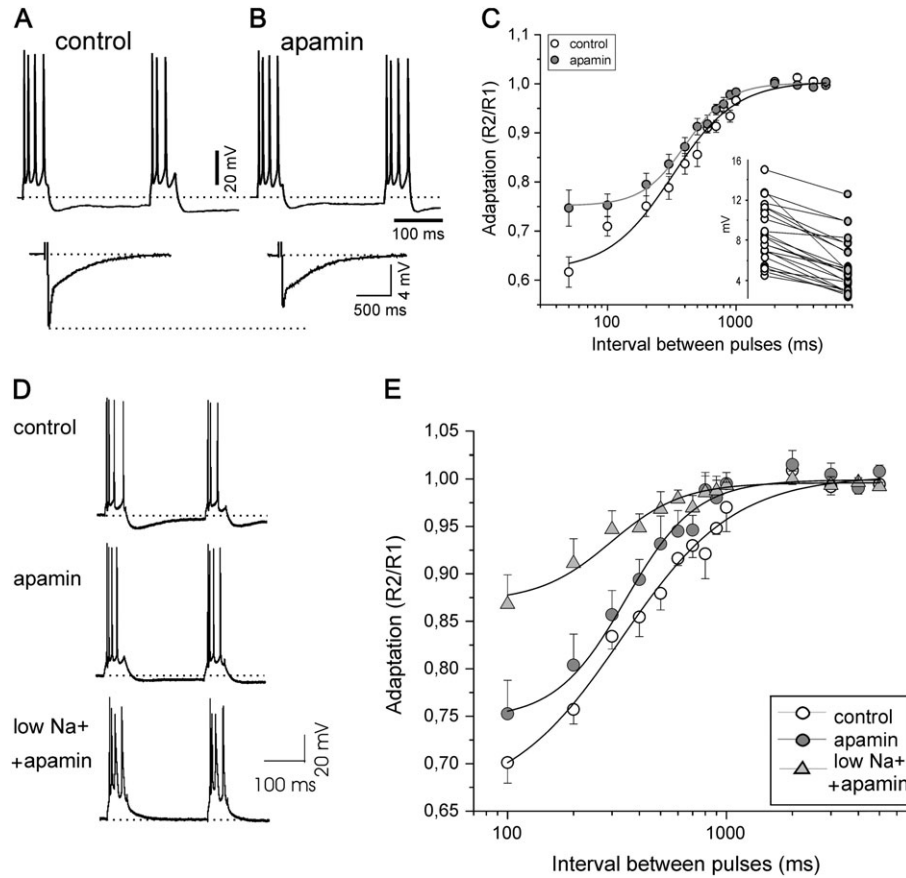 A
control
20 mV
B
apamin
100 ms
500 ms
4 mV
C
1,1
1,0
0,9
0,8
0,7
0,6
Adaptation (R2/R1)
control
apamin
16
12
8
4
mV
100
1000
Interval between pulses (ms)
D
control
apamin
low Na+
+apamin
100 ms
20 mV
E
1,05
1,00
0,95
0,90
0,85
0,80
0,75
0,70
0,65
Adaptation (R2/R1)
control
apamin
low Na+
+apamin
100
1000
Interval between pulses (ms)